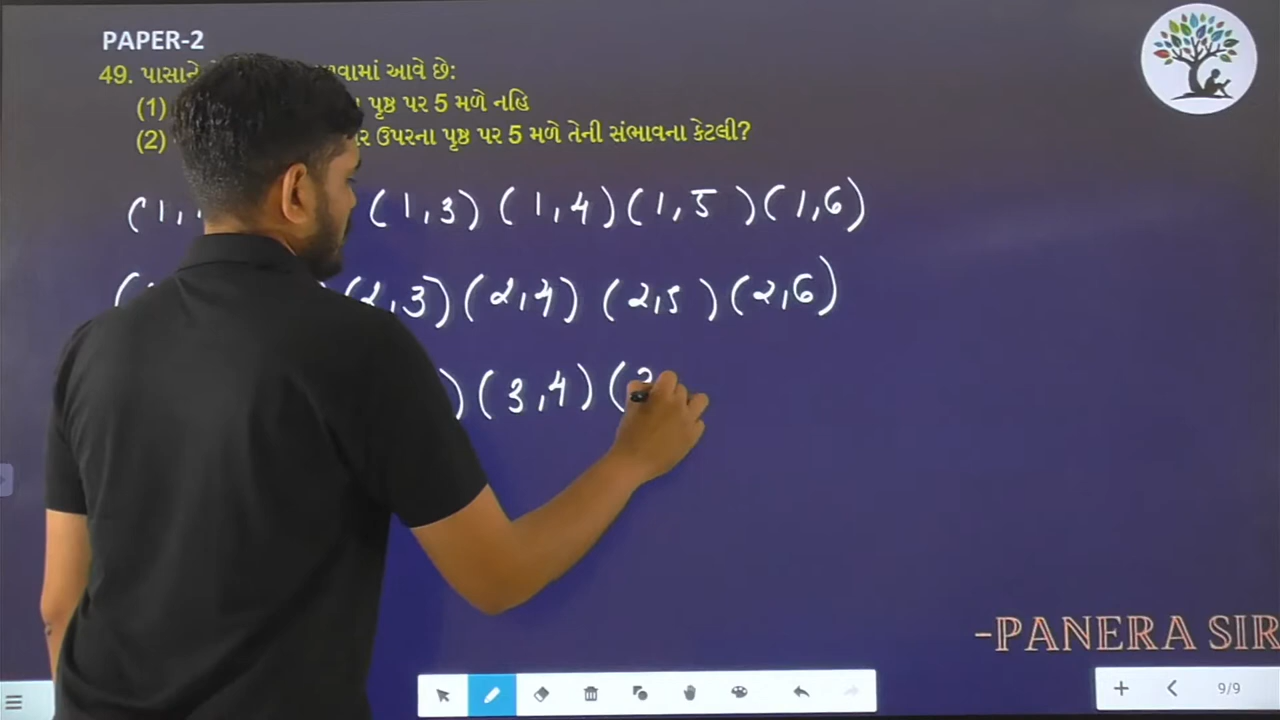 PAPER-2
49. પાસાને વામાં આવે છે:
(1) પૃષ્ઠ પર 5 મળે નહિ
(2) ઉપરના પૃષ્ઠ પર 5 મળે તેની સંભાવના કેટલી?
(1, (1,3) (1,4) (1,5) (1,6)
( (2,3) (2,4) (2,5) (2,6)
) (3,4) (3
-PANERA SIR
9/9